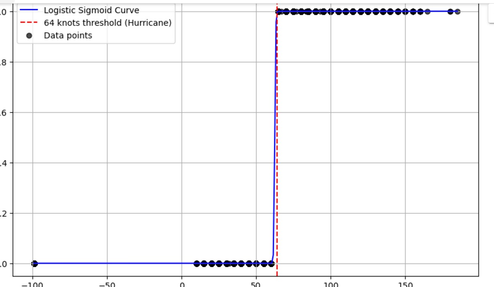 Logistic Sigmoid Curve
64 knots threshold (Hurricane)
Data points
.0
.8
.6
.4
.2
.0
−100 −50 0 50 100 150